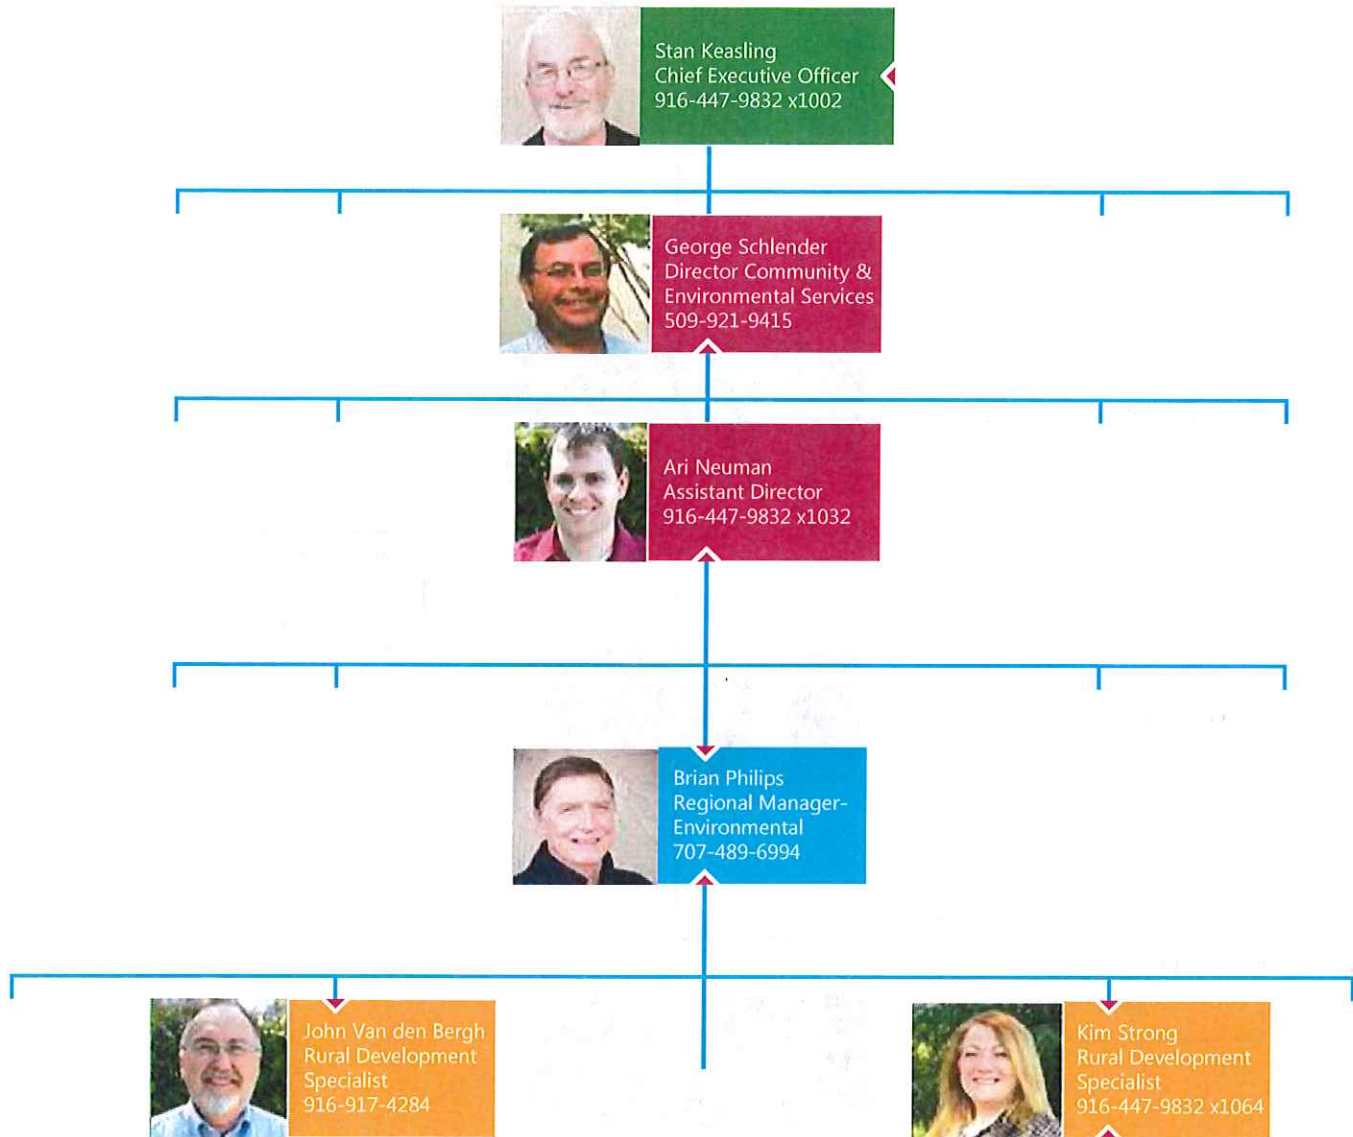 Stan Keasling
Chief Executive Officer
916-447-9832 x1002
George Schlender
Director Community &
Environmental Services
509-921-9415
Ari Neuman
Assistant Director
916-447-9832 x1032
Brian Philips
Regional Manager-
Environmental
707-489-6994
John Van den Bergh
Rural Development
Specialist
916-917-4284
Kim Strong
Rural Development
Specialist
916-447-9832 x1064